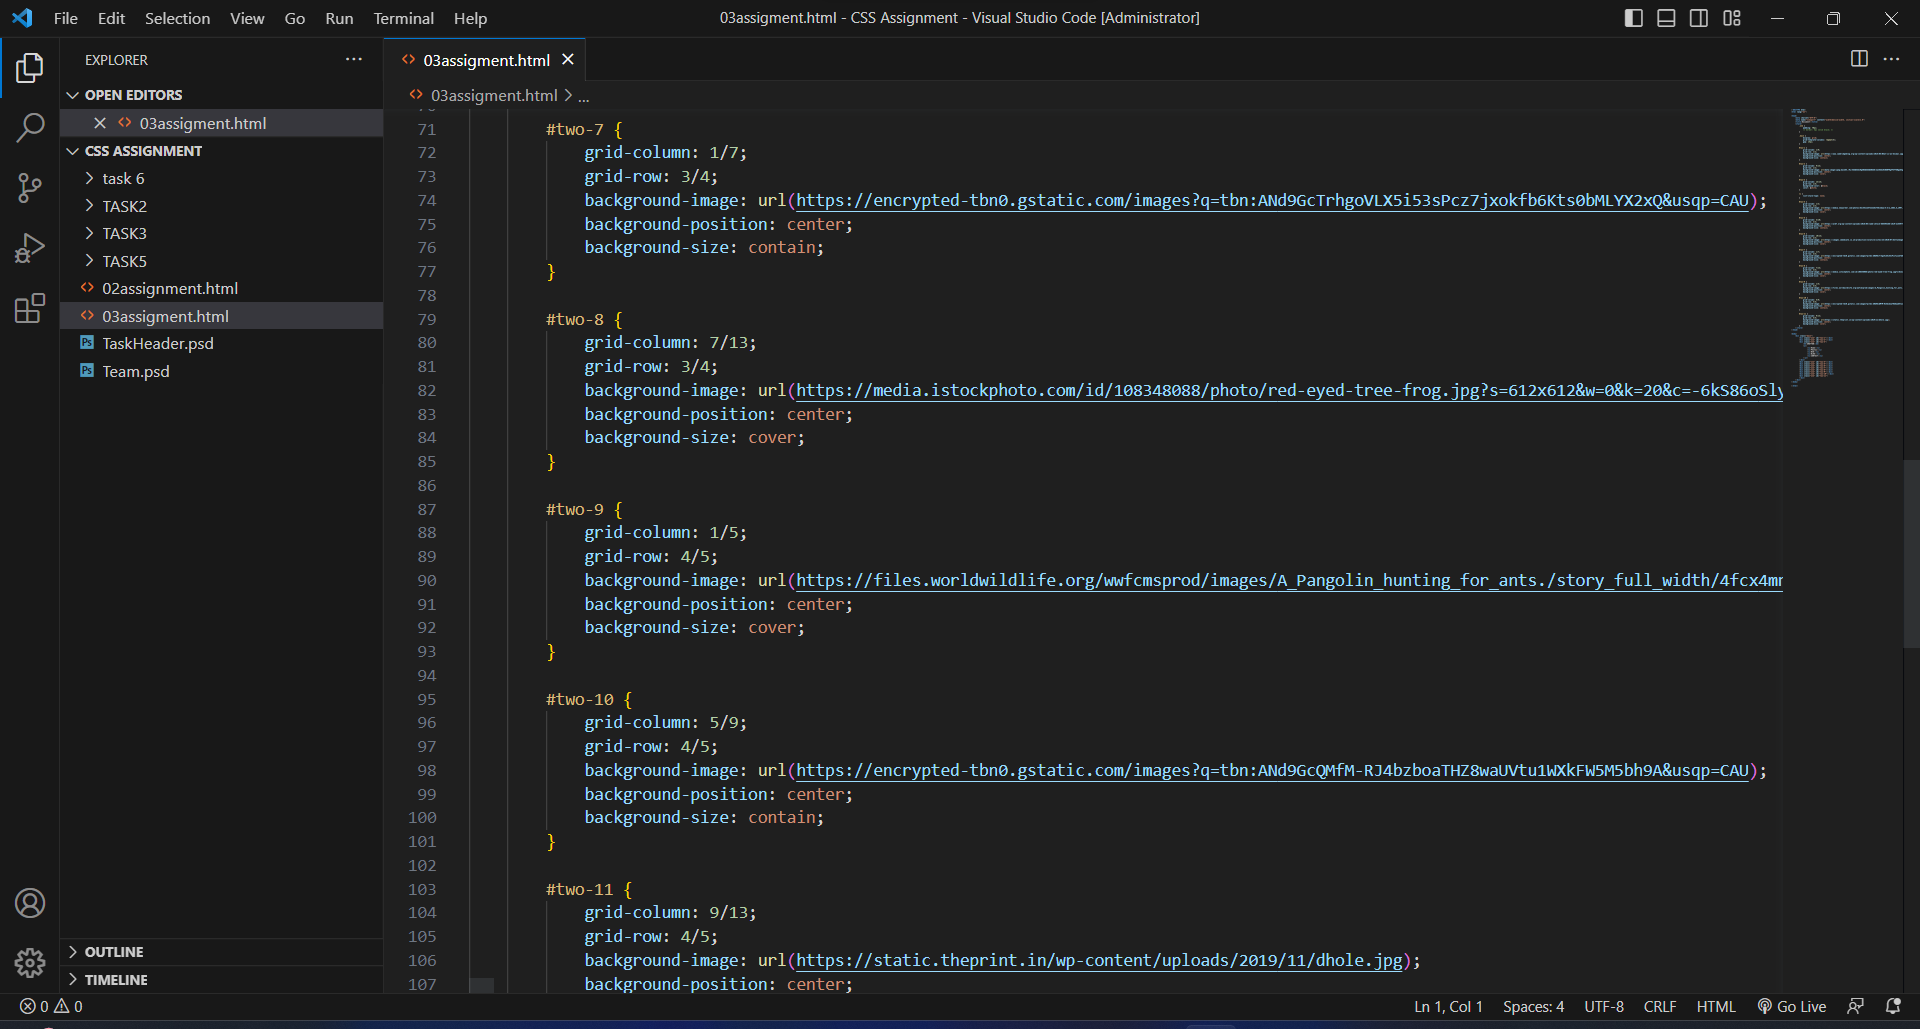 File Edit Selection View Go Run Terminal Help
03assigment.html - CSS Assignment - Visual Studio Code [Administrator]
EXPLORER
OPEN EDITORS
03assigment.html
CSS ASSIGNMENT
task 6
TASK2
TASK3
TASK5
02assignment.html
03assigment.html
Ps TaskHeader.psd
Ps Team.psd
OUTLINE
TIMELINE
03assigment.html
03assigment.html > ...
71 #two-7 {
72 grid-column: 1/7;
73 grid-row: 3/4;
74 background-image: url(https://encrypted-tbn0.gstatic.com/images?q=tbn:ANd9GcTrhgoVLX5i53sPcz7jxokfb6Kts0bMLYX2xQ&usqp=CAU);
75 background-position: center;
76 background-size: contain;
77 }
78
79 #two-8 {
80 grid-column: 7/13;
81 grid-row: 3/4;
82 background-image: url(https://media.istockphoto.com/id/108348088/photo/red-eyed-tree-frog.jpg?s=612x612&w=0&k=20&c=-6kS86oSly
83 background-position: center;
84 background-size: cover;
85 }
86
87 #two-9 {
88 grid-column: 1/5;
89 grid-row: 4/5;
90 background-image: url(https://files.worldwildlife.org/wwfcmsprod/images/A_Pangolin_hunting_for_ants./story_full_width/4fcx4mr
91 background-position: center;
92 background-size: cover;
93 }
94
95 #two-10 {
96 grid-column: 5/9;
97 grid-row: 4/5;
98 background-image: url(https://encrypted-tbn0.gstatic.com/images?q=tbn:ANd9GcQMfM-RJ4bzboaTHZ8waUVtu1WXkFW5M5bh9A&usqp=CAU);
99 background-position: center;
100 background-size: contain;
101 }
102
103 #two-11 {
104 grid-column: 9/13;
105 grid-row: 4/5;
106 background-image: url(https://static.theprint.in/wp-content/uploads/2019/11/dhole.jpg);
107 background-position: center;
0 0
Ln 1, Col 1 Spaces: 4 UTF-8 CRLF HTML Go Live